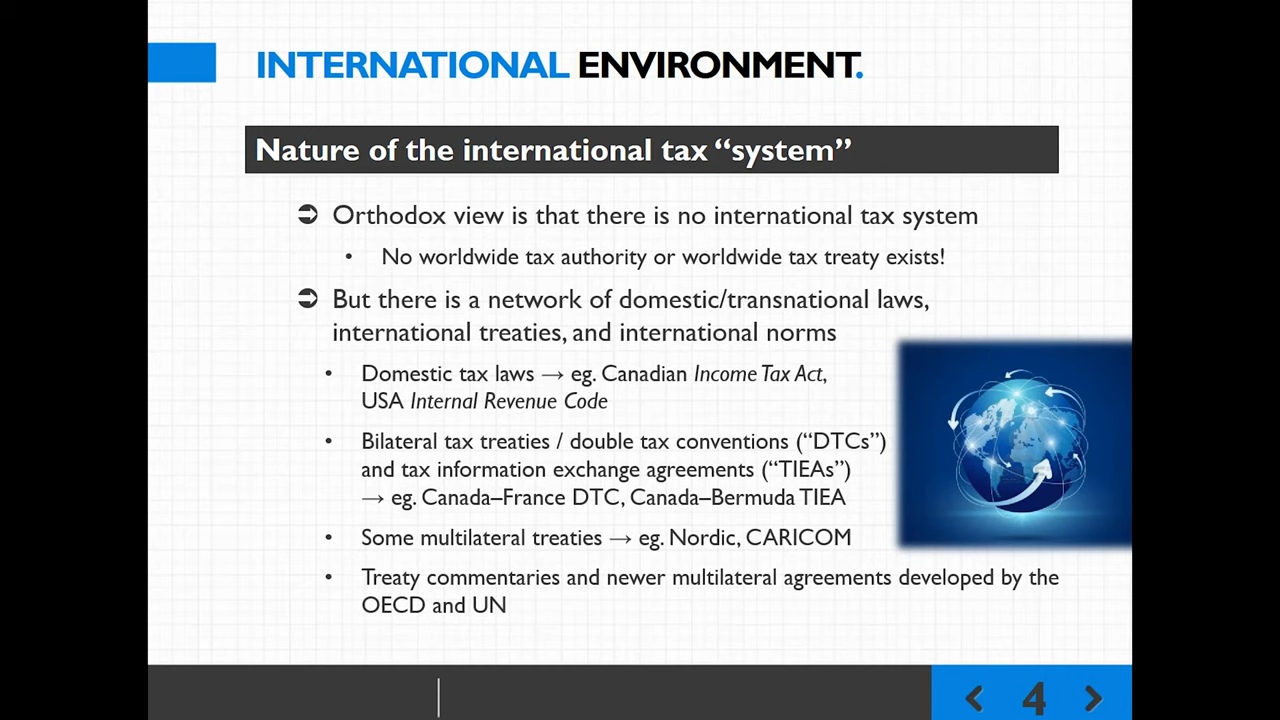 INTERNATIONAL ENVIRONMENT.
Nature of the international tax “system”
➲ Orthodox view is that there is no international tax system
• No worldwide tax authority or worldwide tax treaty exists!
➲ But there is a network of domestic/transnational laws,
international treaties, and international norms
• Domestic tax laws → eg. Canadian Income Tax Act,
USA Internal Revenue Code
• Bilateral tax treaties / double tax conventions (“DTCs”)
and tax information exchange agreements (“TIEAs”)
→ eg. Canada–France DTC, Canada–Bermuda TIEA
• Some multilateral treaties → eg. Nordic, CARICOM
• Treaty commentaries and newer multilateral agreements developed by the
OECD and UN
4